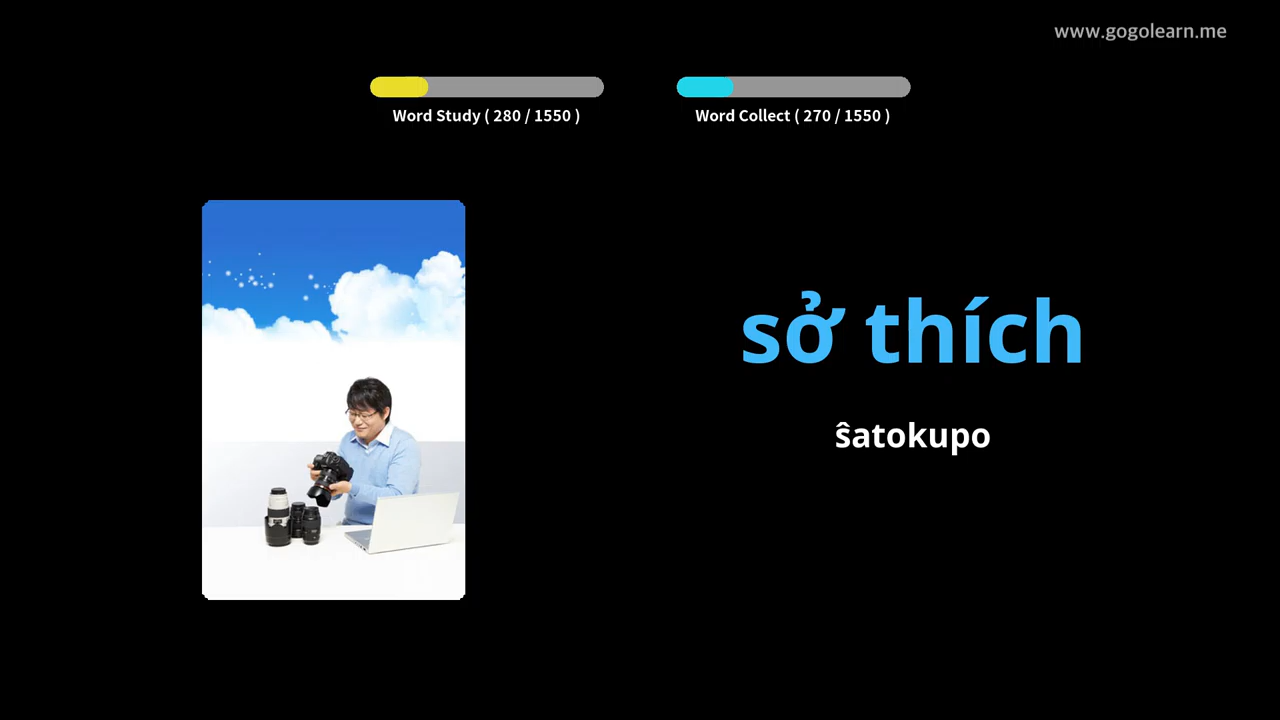 www.gogolearn.me
Word Study ( 280 / 1550 )
Word Collect ( 270 / 1550 )
sở thích
ŝatokupo